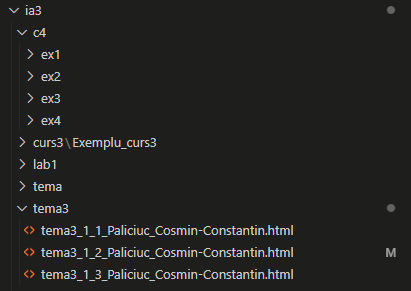 ia3
c4
ex1
ex2
ex3
ex4
curs3\Exemplu_curs3
lab1
tema
tema3
tema3_1_1_Paliciuc_Cosmin-Constantin.html
tema3_1_2_Paliciuc_Cosmin-Constantin.html M
tema3_1_3_Paliciuc_Cosmin-Constantin.html